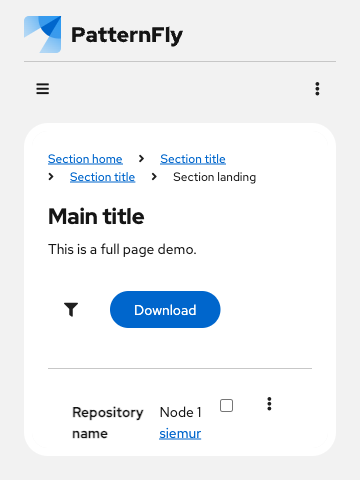 PatternFly
Section home > Section title
> Section title > Section landing
Main title
This is a full page demo.
Download
Repository name
Node 1
siemur